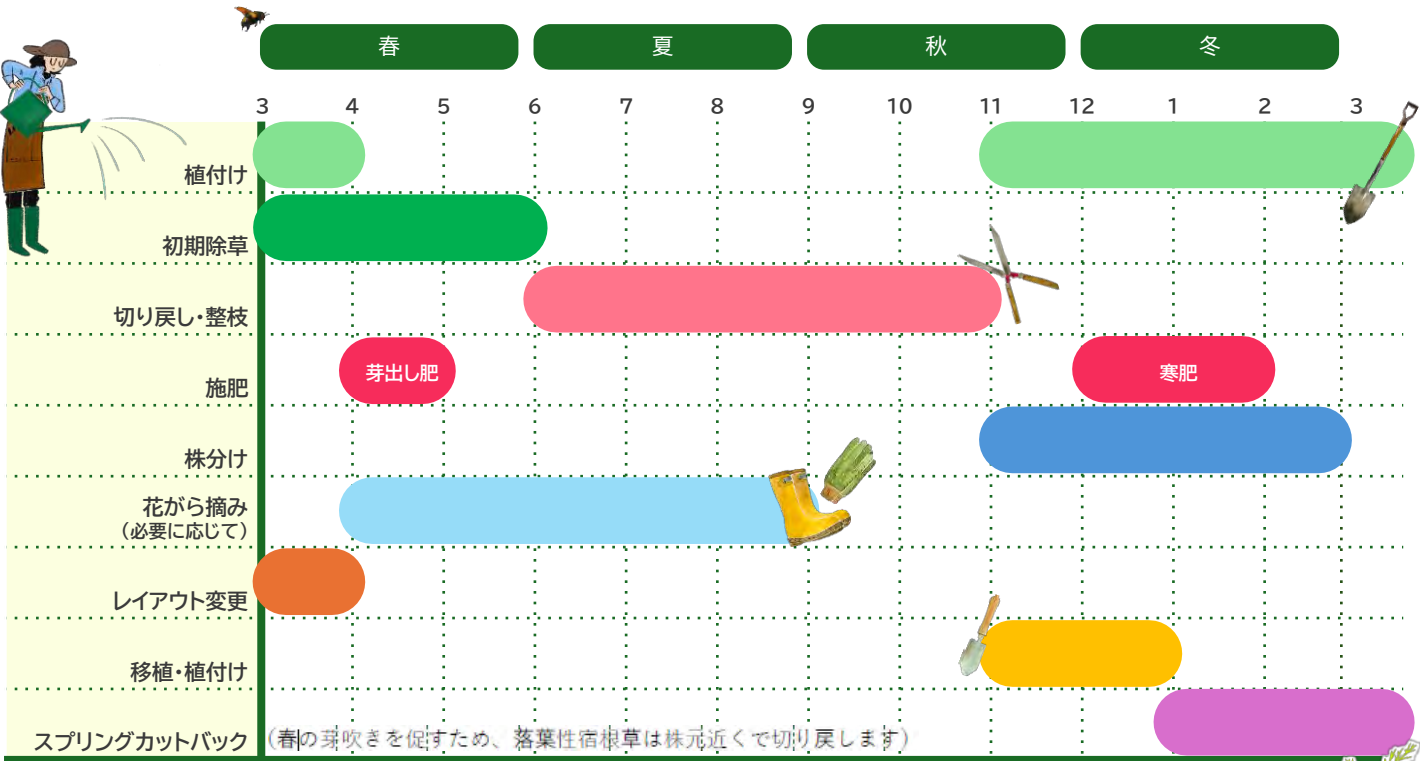 春 夏 秋 冬
3 4 5 6 7 8 9 10 11 12 1 2 3
植付け
初期除草
切り戻し・整枝
施肥 芽出し肥 寒肥
株分け
花がら摘み
（必要に応じて）
レイアウト変更
移植・植付け
スプリングカットバック (春の芽吹きを促すため、落葉性宿根草は株元近くで切り戻します)